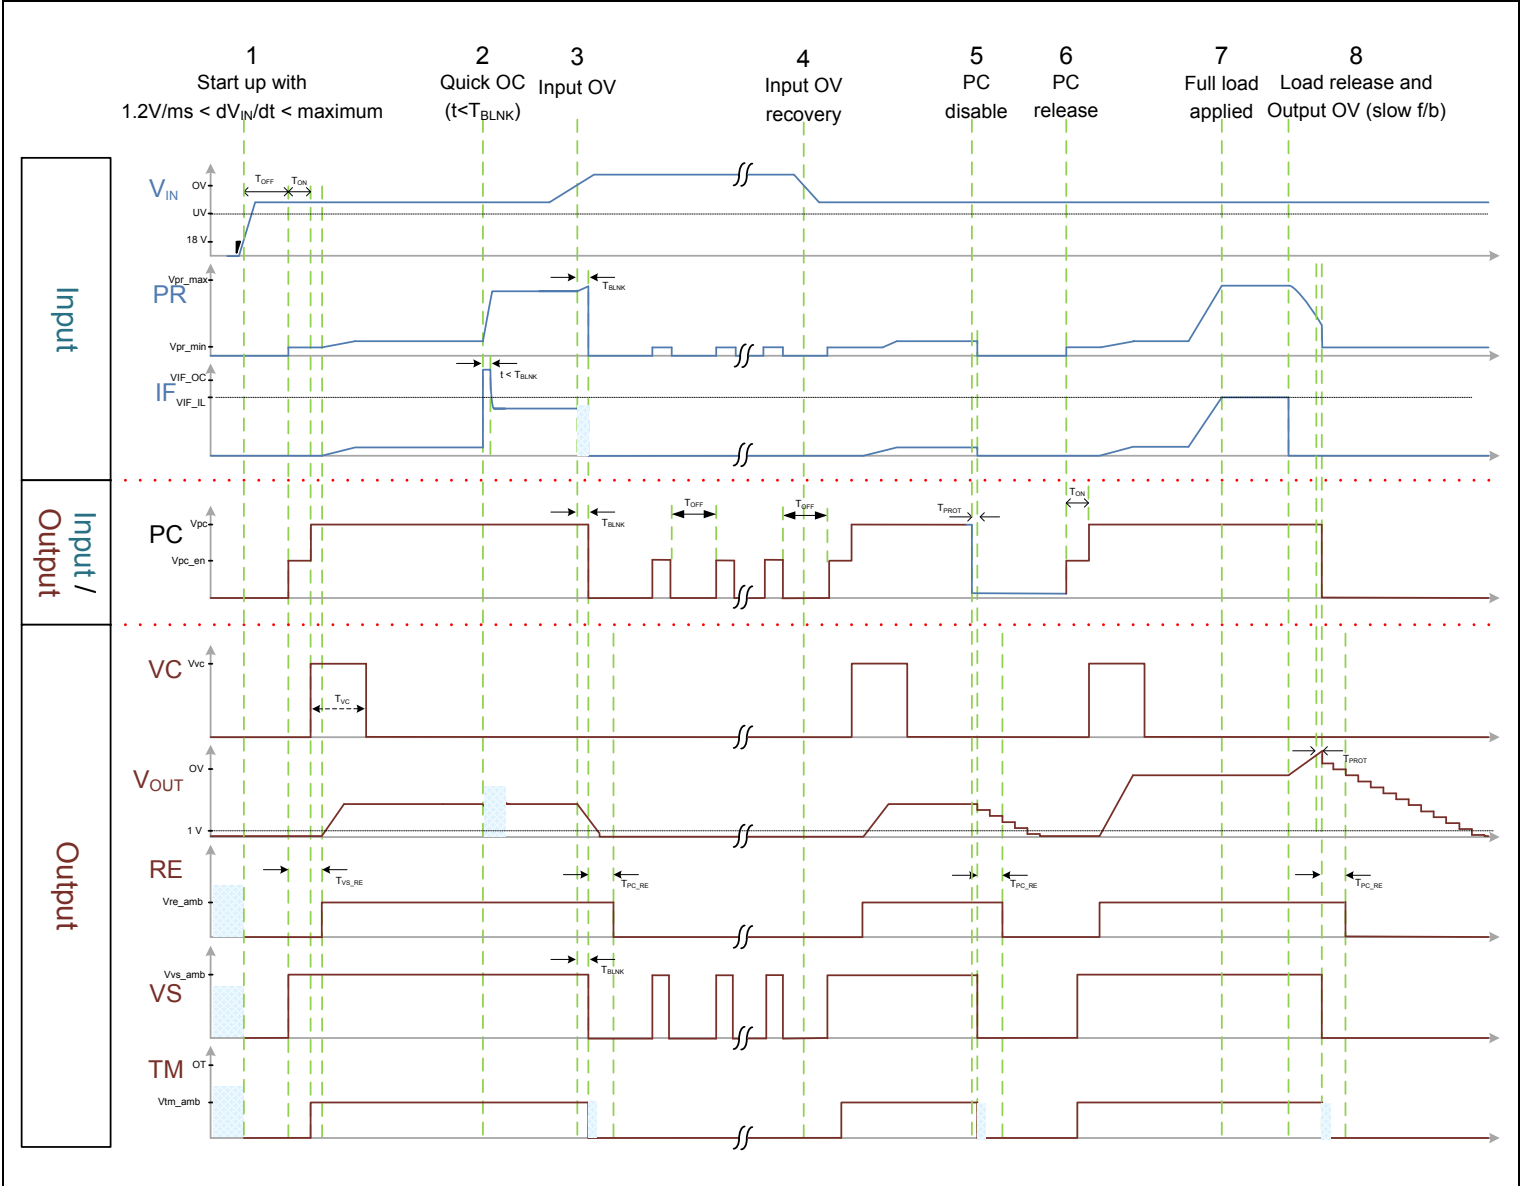 1
Start up with
1.2V/ms < dVIN/dt < maximum
2
Quick OC
(t<TBLNK)
3
Input OV
4
Input OV
recovery
5
PC
disable
6
PC
release
7
Full load
applied
8
Load release and
Output OV (slow f/b)
Input
VIN
OV
UV
18 V
TOFF
TON
PR
Vpr_max
Vpr_min
TBLNK
IF
VIF_OC
VIF_IL
t < TBLNK
Input /
Output
PC
Vpc
Vpc_en
TBLNK
TOFF
TOFF
TPROT
TON
Output
VC
Vvc
TVC
VOUT
OV
1 V
TPROT
RE
Vre_amb
TVS_RE
TPC_RE
TPC_RE
TPC_RE
VS
Vvs_amb
TBLNK
TM
OT
Vtm_amb